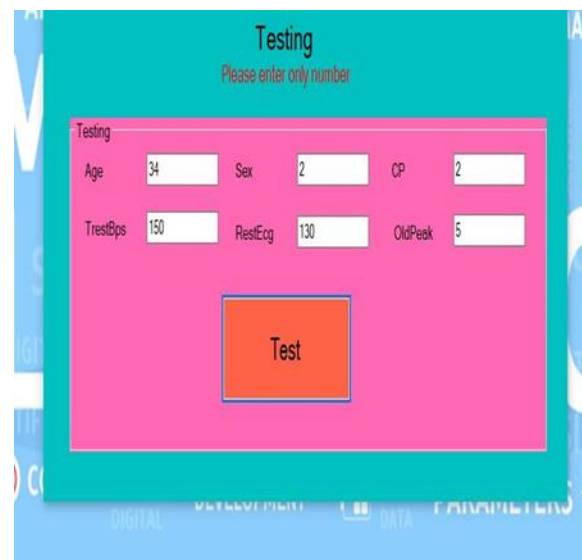 Testing
Please enter only number
Testing
Age 34 Sex 2 CP 2
TrestBps 150 RestEcg 130 OldPeak 5
Test
DIGITAL DEVELOPMENT DATA PARAMETERS